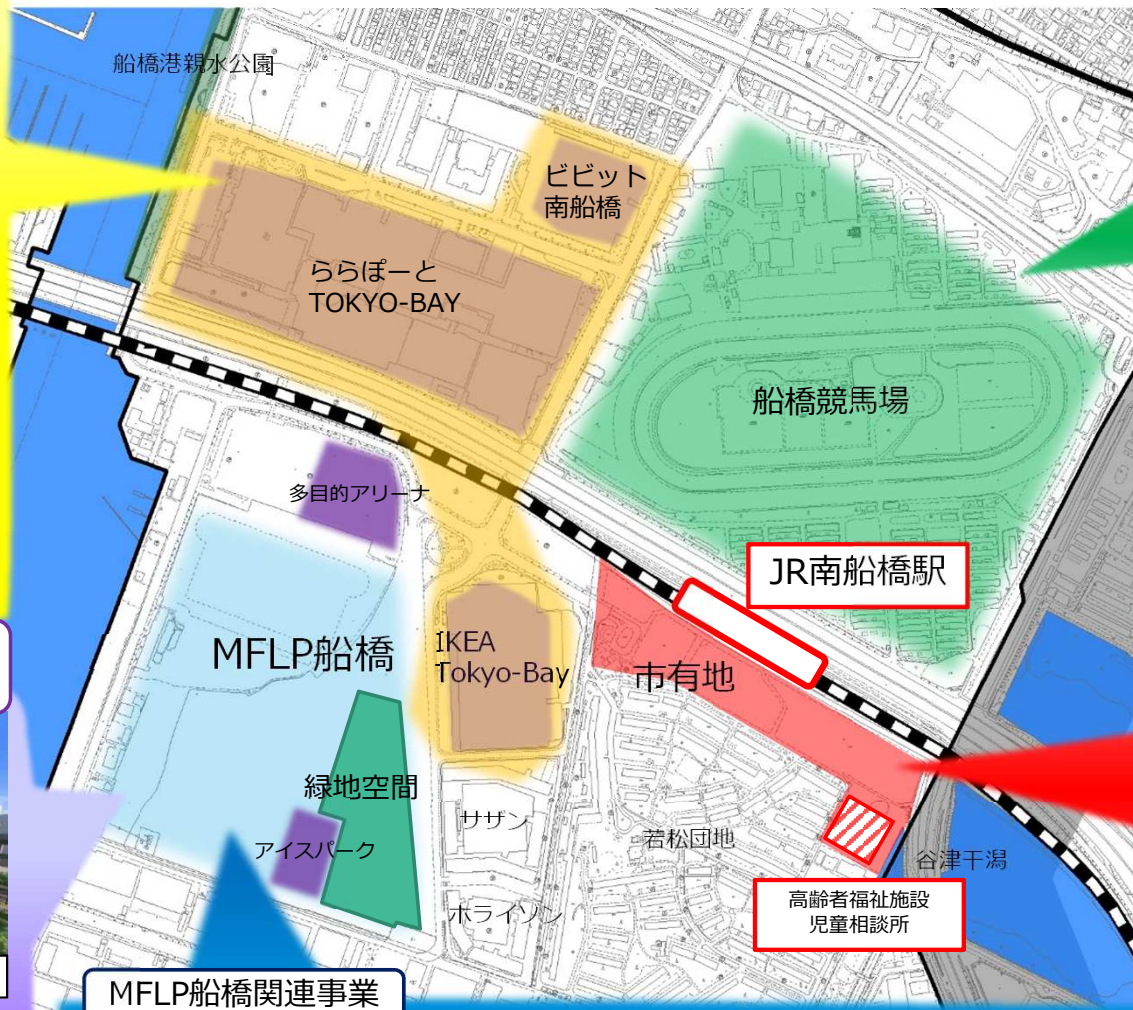 船橋港親水公園
ビビット
南船橋
ららぽーと
TOKYO-BAY
船橋競馬場
多目的アリーナ
JR南船橋駅
MFLP船橋
IKEA
Tokyo-Bay
市有地
緑地空間
サザン
アイスパーク
若松団地
谷津干潟
ホライゾン
高齢者福祉施設
児童相談所
MFLP船橋関連事業